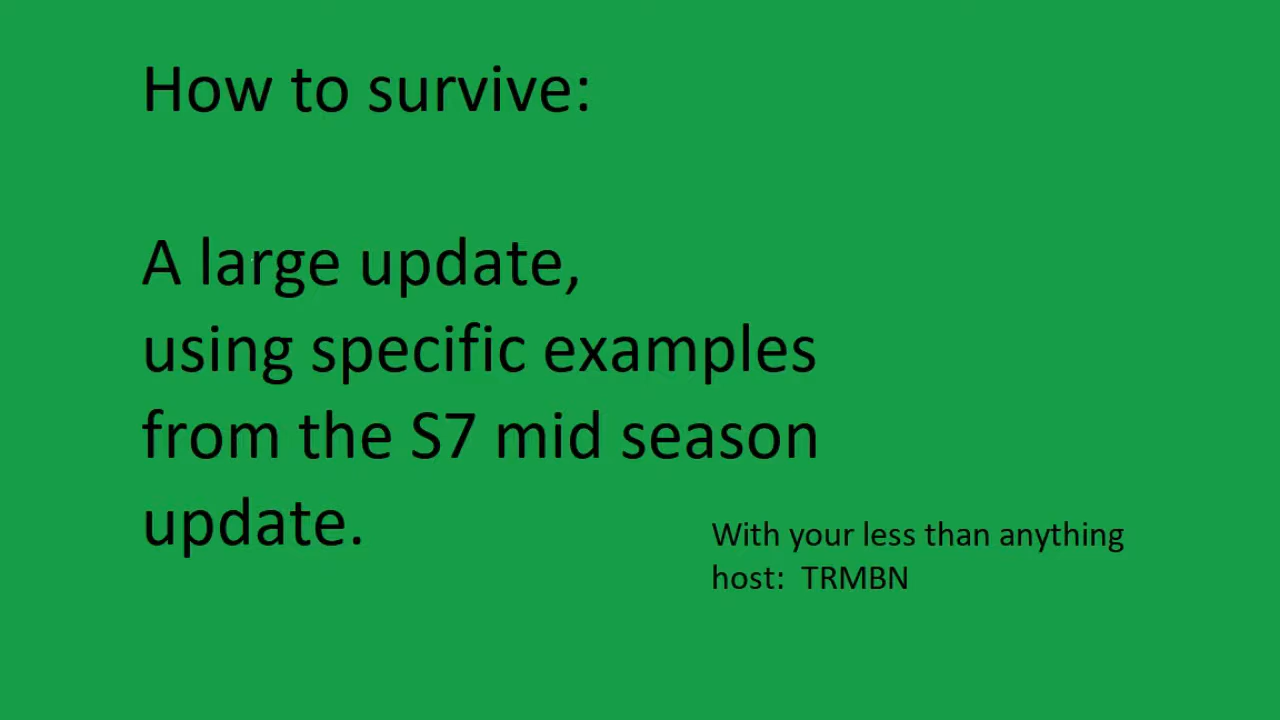 How to survive:
A large update,
using specific examples
from the S7 mid season
update.
With your less than anything
host:  TRMBN